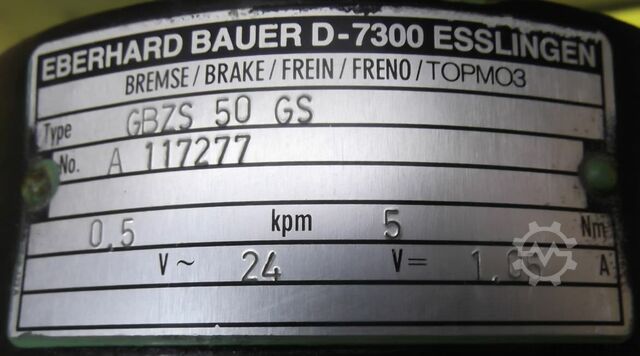 EBERHARD BAUER D-7300 ESSLINGEN
BREMSE/BRAKE/FREIN/FRENO/TOPMO3
Type GBZS 50 GS
No. A 117277
0,5 kpm 5 Nm
V~ 24 V= A